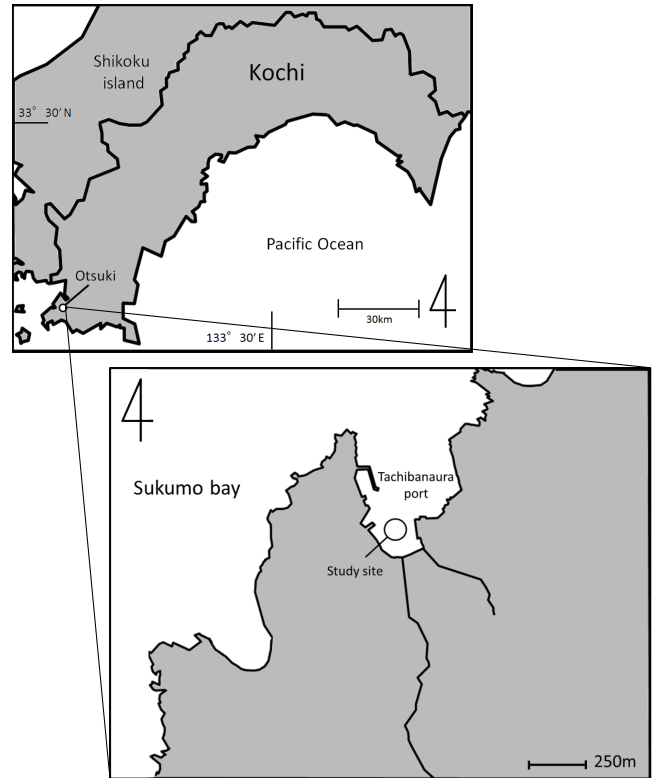 Shikoku
island
Kochi
33° 30′ N
Pacific Ocean
Otsuki
30km
133° 30′ E
Sukumo bay
Tachibanaura
port
Study site
250m